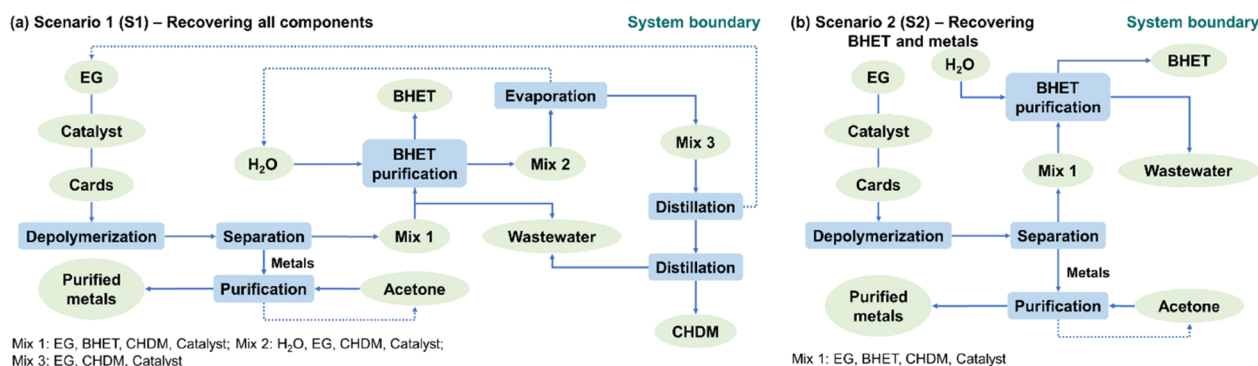 (a) Scenario 1 (S1) – Recovering all components
System boundary
EG
Catalyst
Cards
Depolymerization
Separation
Metals
Purification
Purified
metals
Acetone
H₂O
BHET
BHET
purification
Mix 1
Mix 2
Evaporation
Wastewater
Mix 3
Distillation
Distillation
CHDM
Mix 1: EG, BHET, CHDM, Catalyst; Mix 2: H₂O, EG, CHDM, Catalyst;
Mix 3: EG, CHDM, Catalyst
(b) Scenario 2 (S2) – Recovering
BHET and metals
System boundary
EG
Catalyst
Cards
Depolymerization
H₂O
BHET
purification
BHET
Wastewater
Mix 1
Separation
Metals
Purification
Purified
metals
Acetone
Mix 1: EG, BHET, CHDM, Catalyst